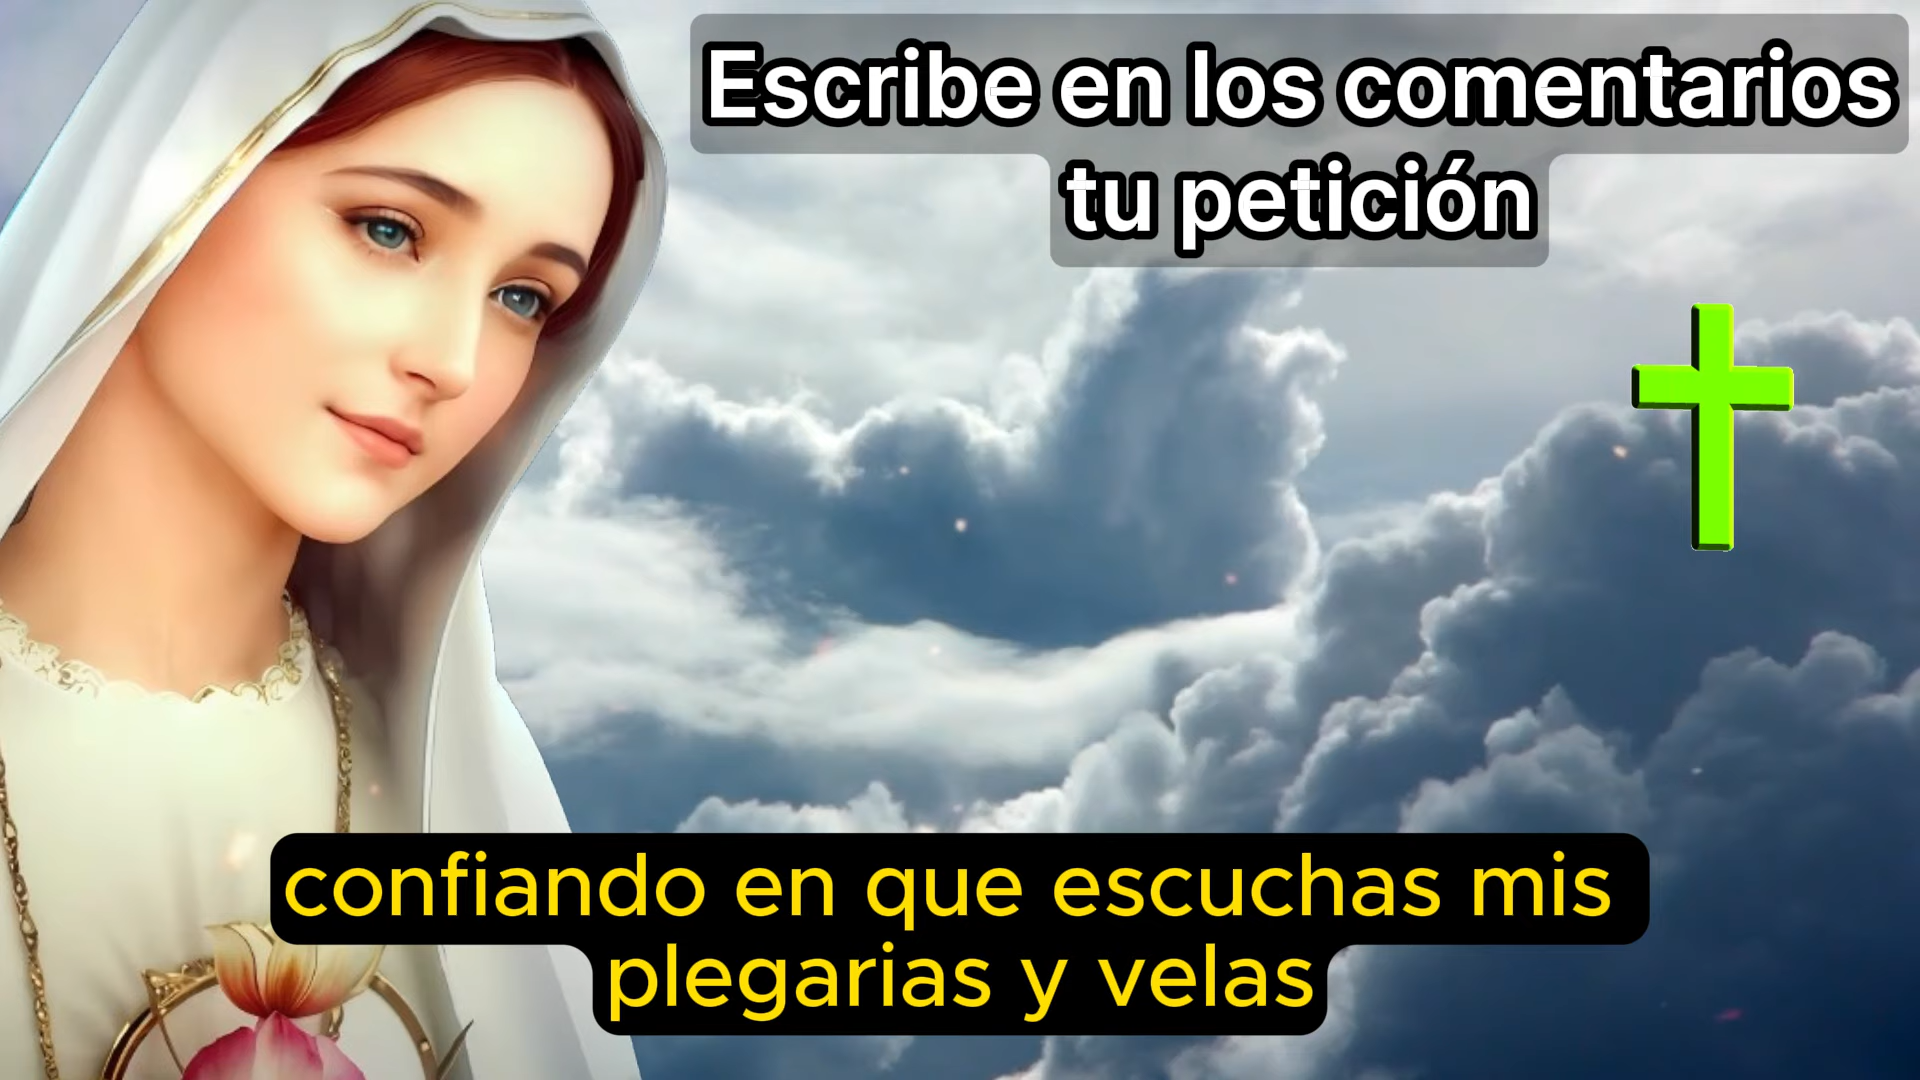 Escribe en los comentarios
tu petición
confiando en que escuchas mis
plegarias y velas